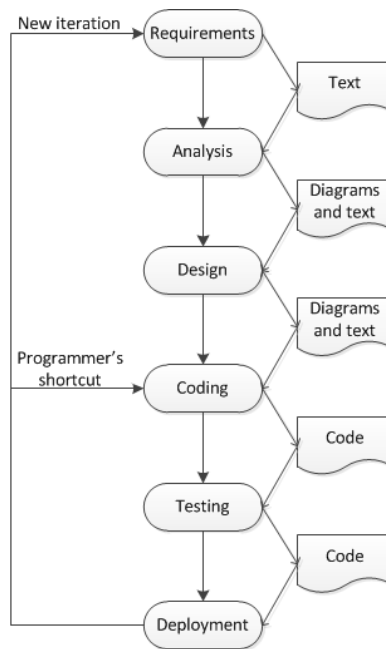 New iteration
Requirements
Text
Analysis
Diagrams
and text
Design
Diagrams
and text
Programmer's
shortcut
Coding
Code
Testing
Code
Deployment